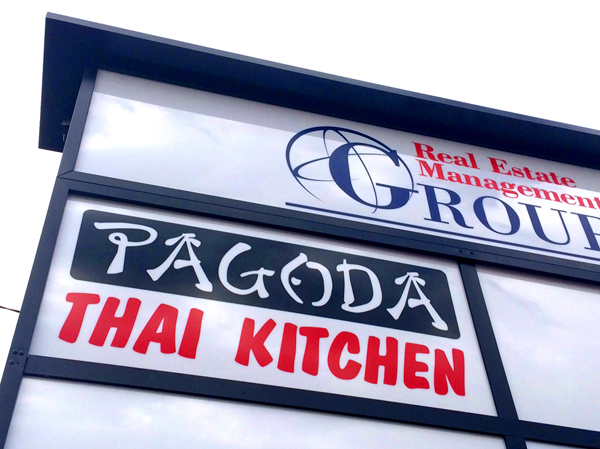 Real Estate
Management
GROUP
PAGODA
THAI KITCHEN